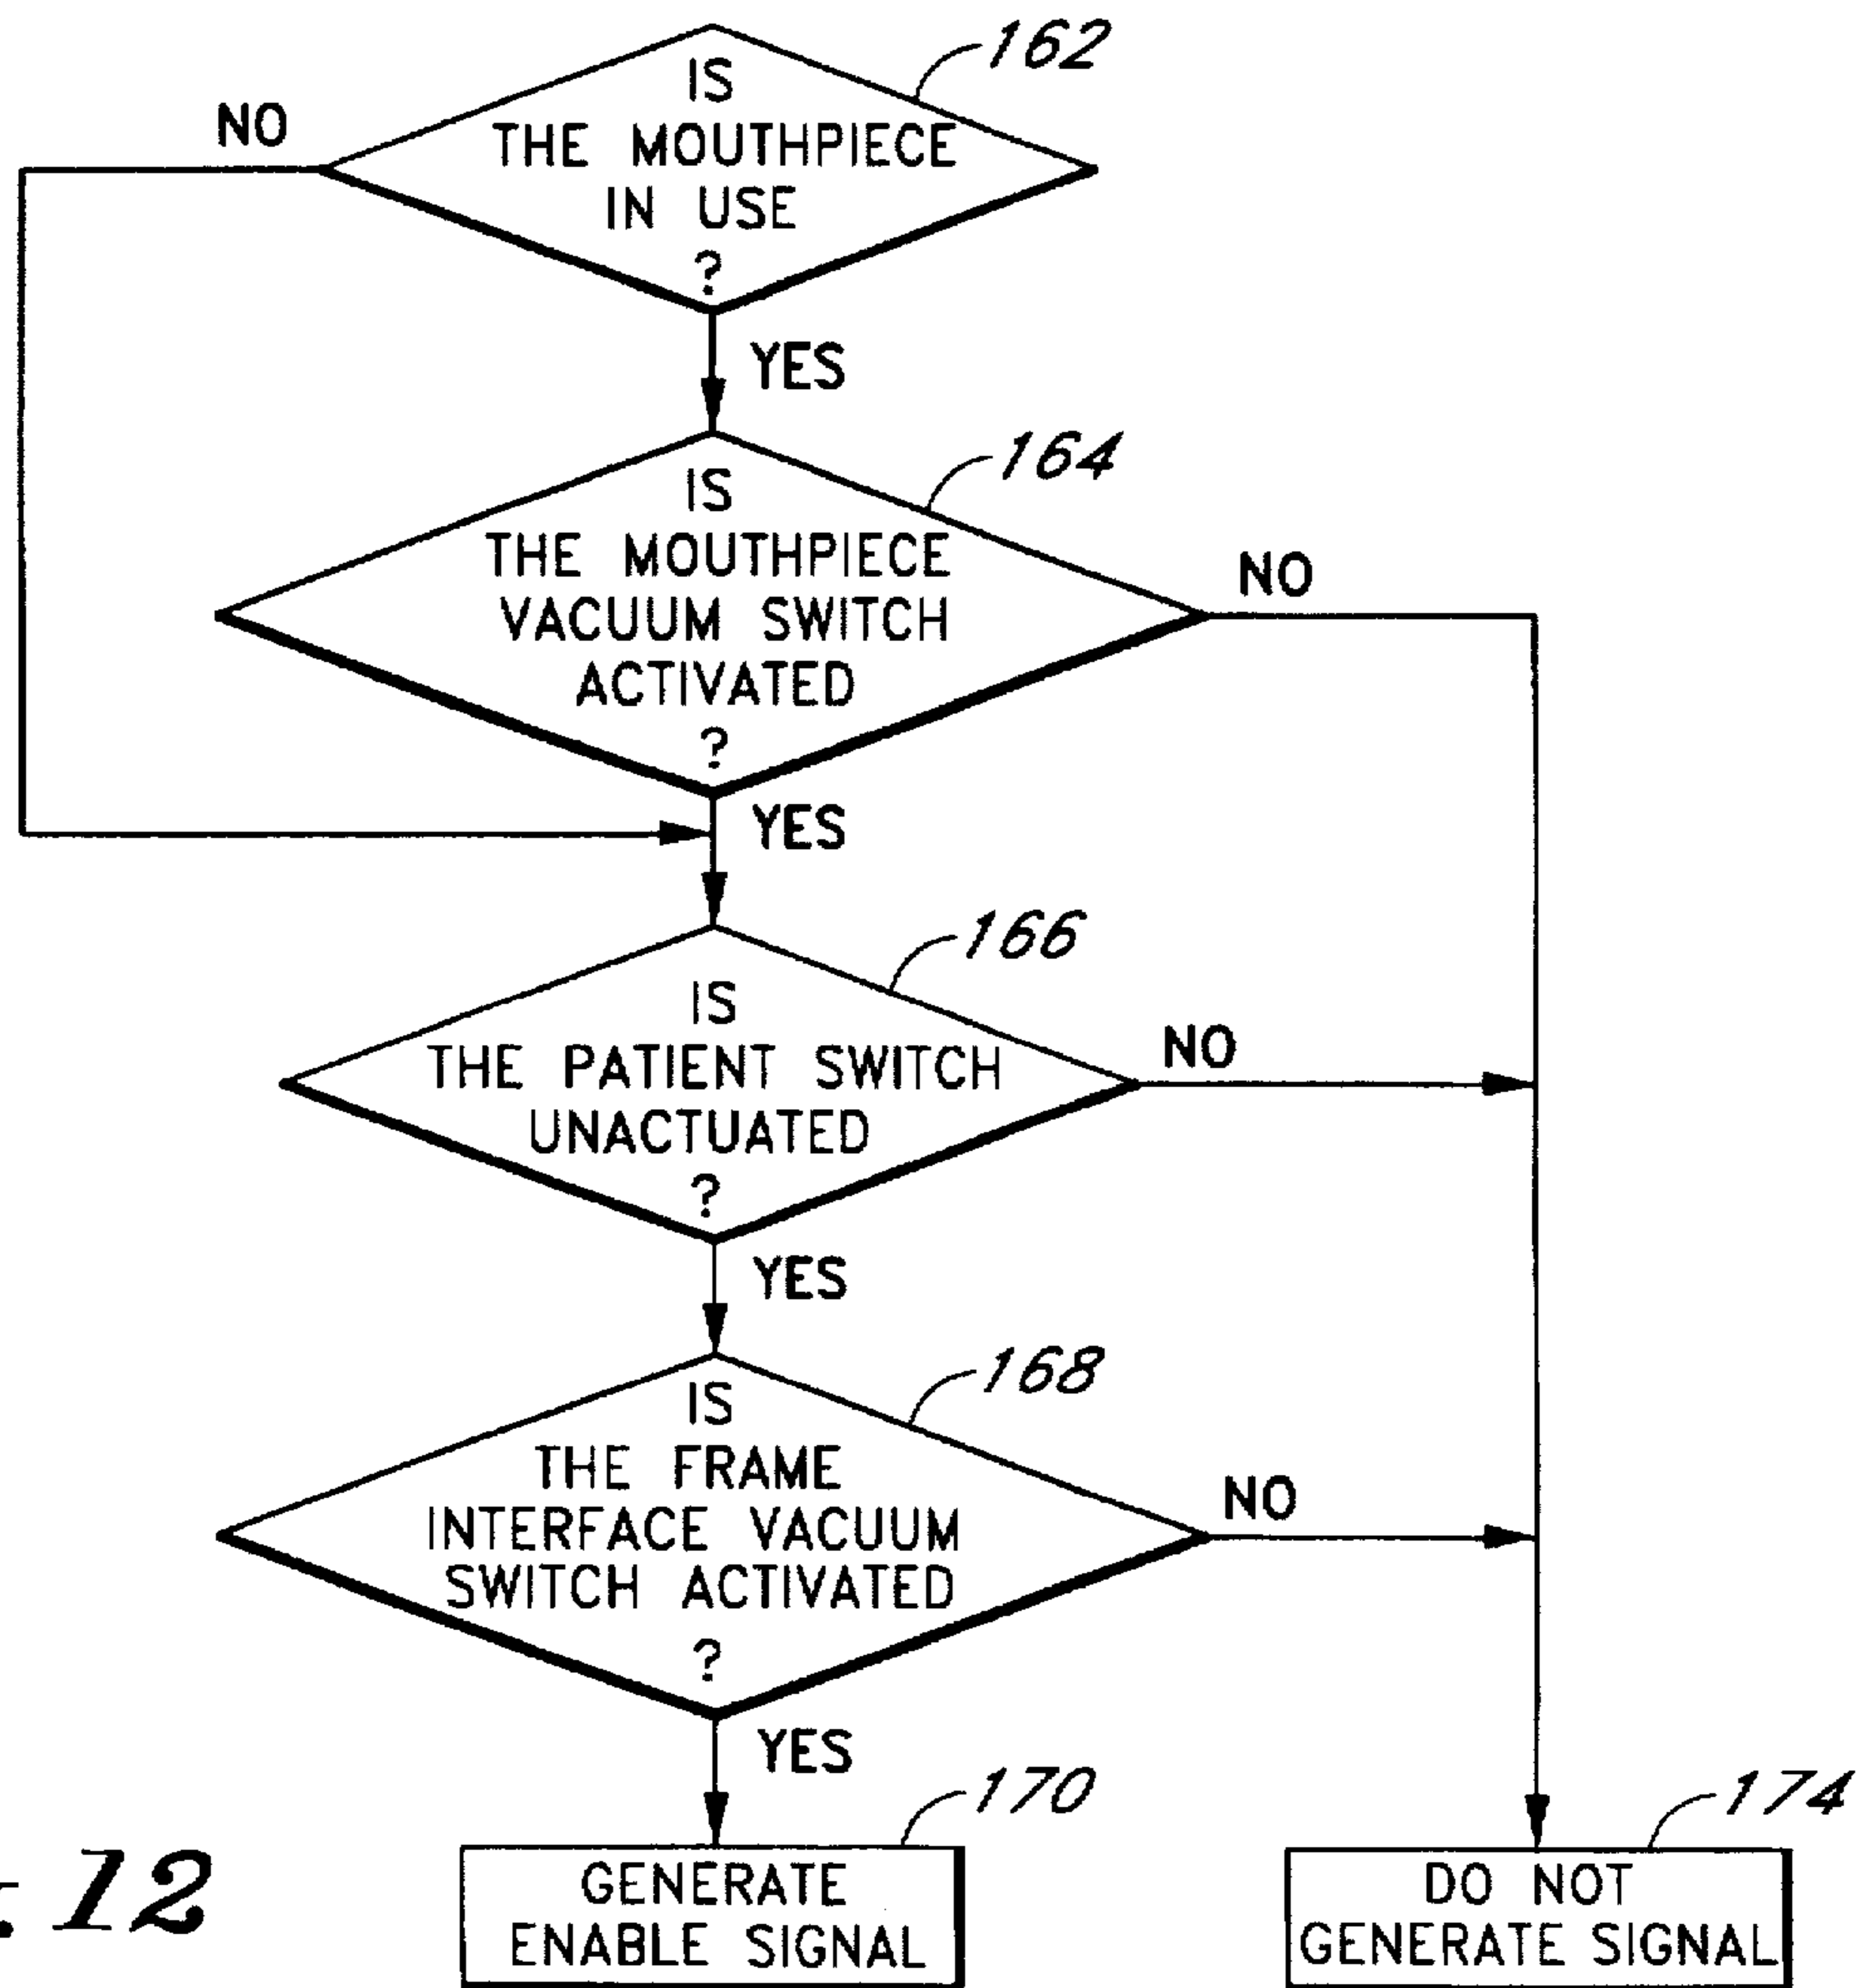 162
IS
THE MOUTHPIECE
IN USE
?
NO
YES
164
IS
THE MOUTHPIECE
VACUUM SWITCH
ACTIVATED
?
NO
YES
166
IS
THE PATIENT SWITCH
UNACTUATED
?
NO
YES
168
IS
THE FRAME
INTERFACE VACUUM
SWITCH ACTIVATED
?
NO
YES
170
GENERATE
ENABLE SIGNAL
174
DO NOT
GENERATE SIGNAL
12